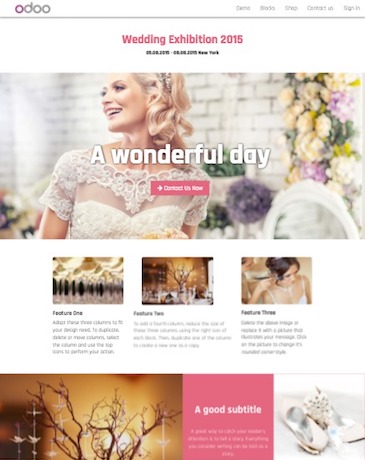 odoo
Demo Blocks Shop Contact us Sign in
Wedding Exhibition 2015
05.08.2015 - 08.08.2015 New York
A wonderful day
Contact Us Now
Feature One
Adapt these three columns to fit
your design need. To duplicate,
delete or move columns, select
the column and use the top
icons to perform your action.
Feature Two
To add a fourth column, reduce the size of
these three columns using the right icon of
each block. Then, duplicate one of the column
to create a new one as a copy.
Feature Three
Delete the above image or
replace it with a picture that
illustrates your message. Click
on the picture to change it's
rounded corner style.
A good subtitle
A great way to catch your reader's
attention is to tell a story. Everything
you consider writing can be told as a
story.